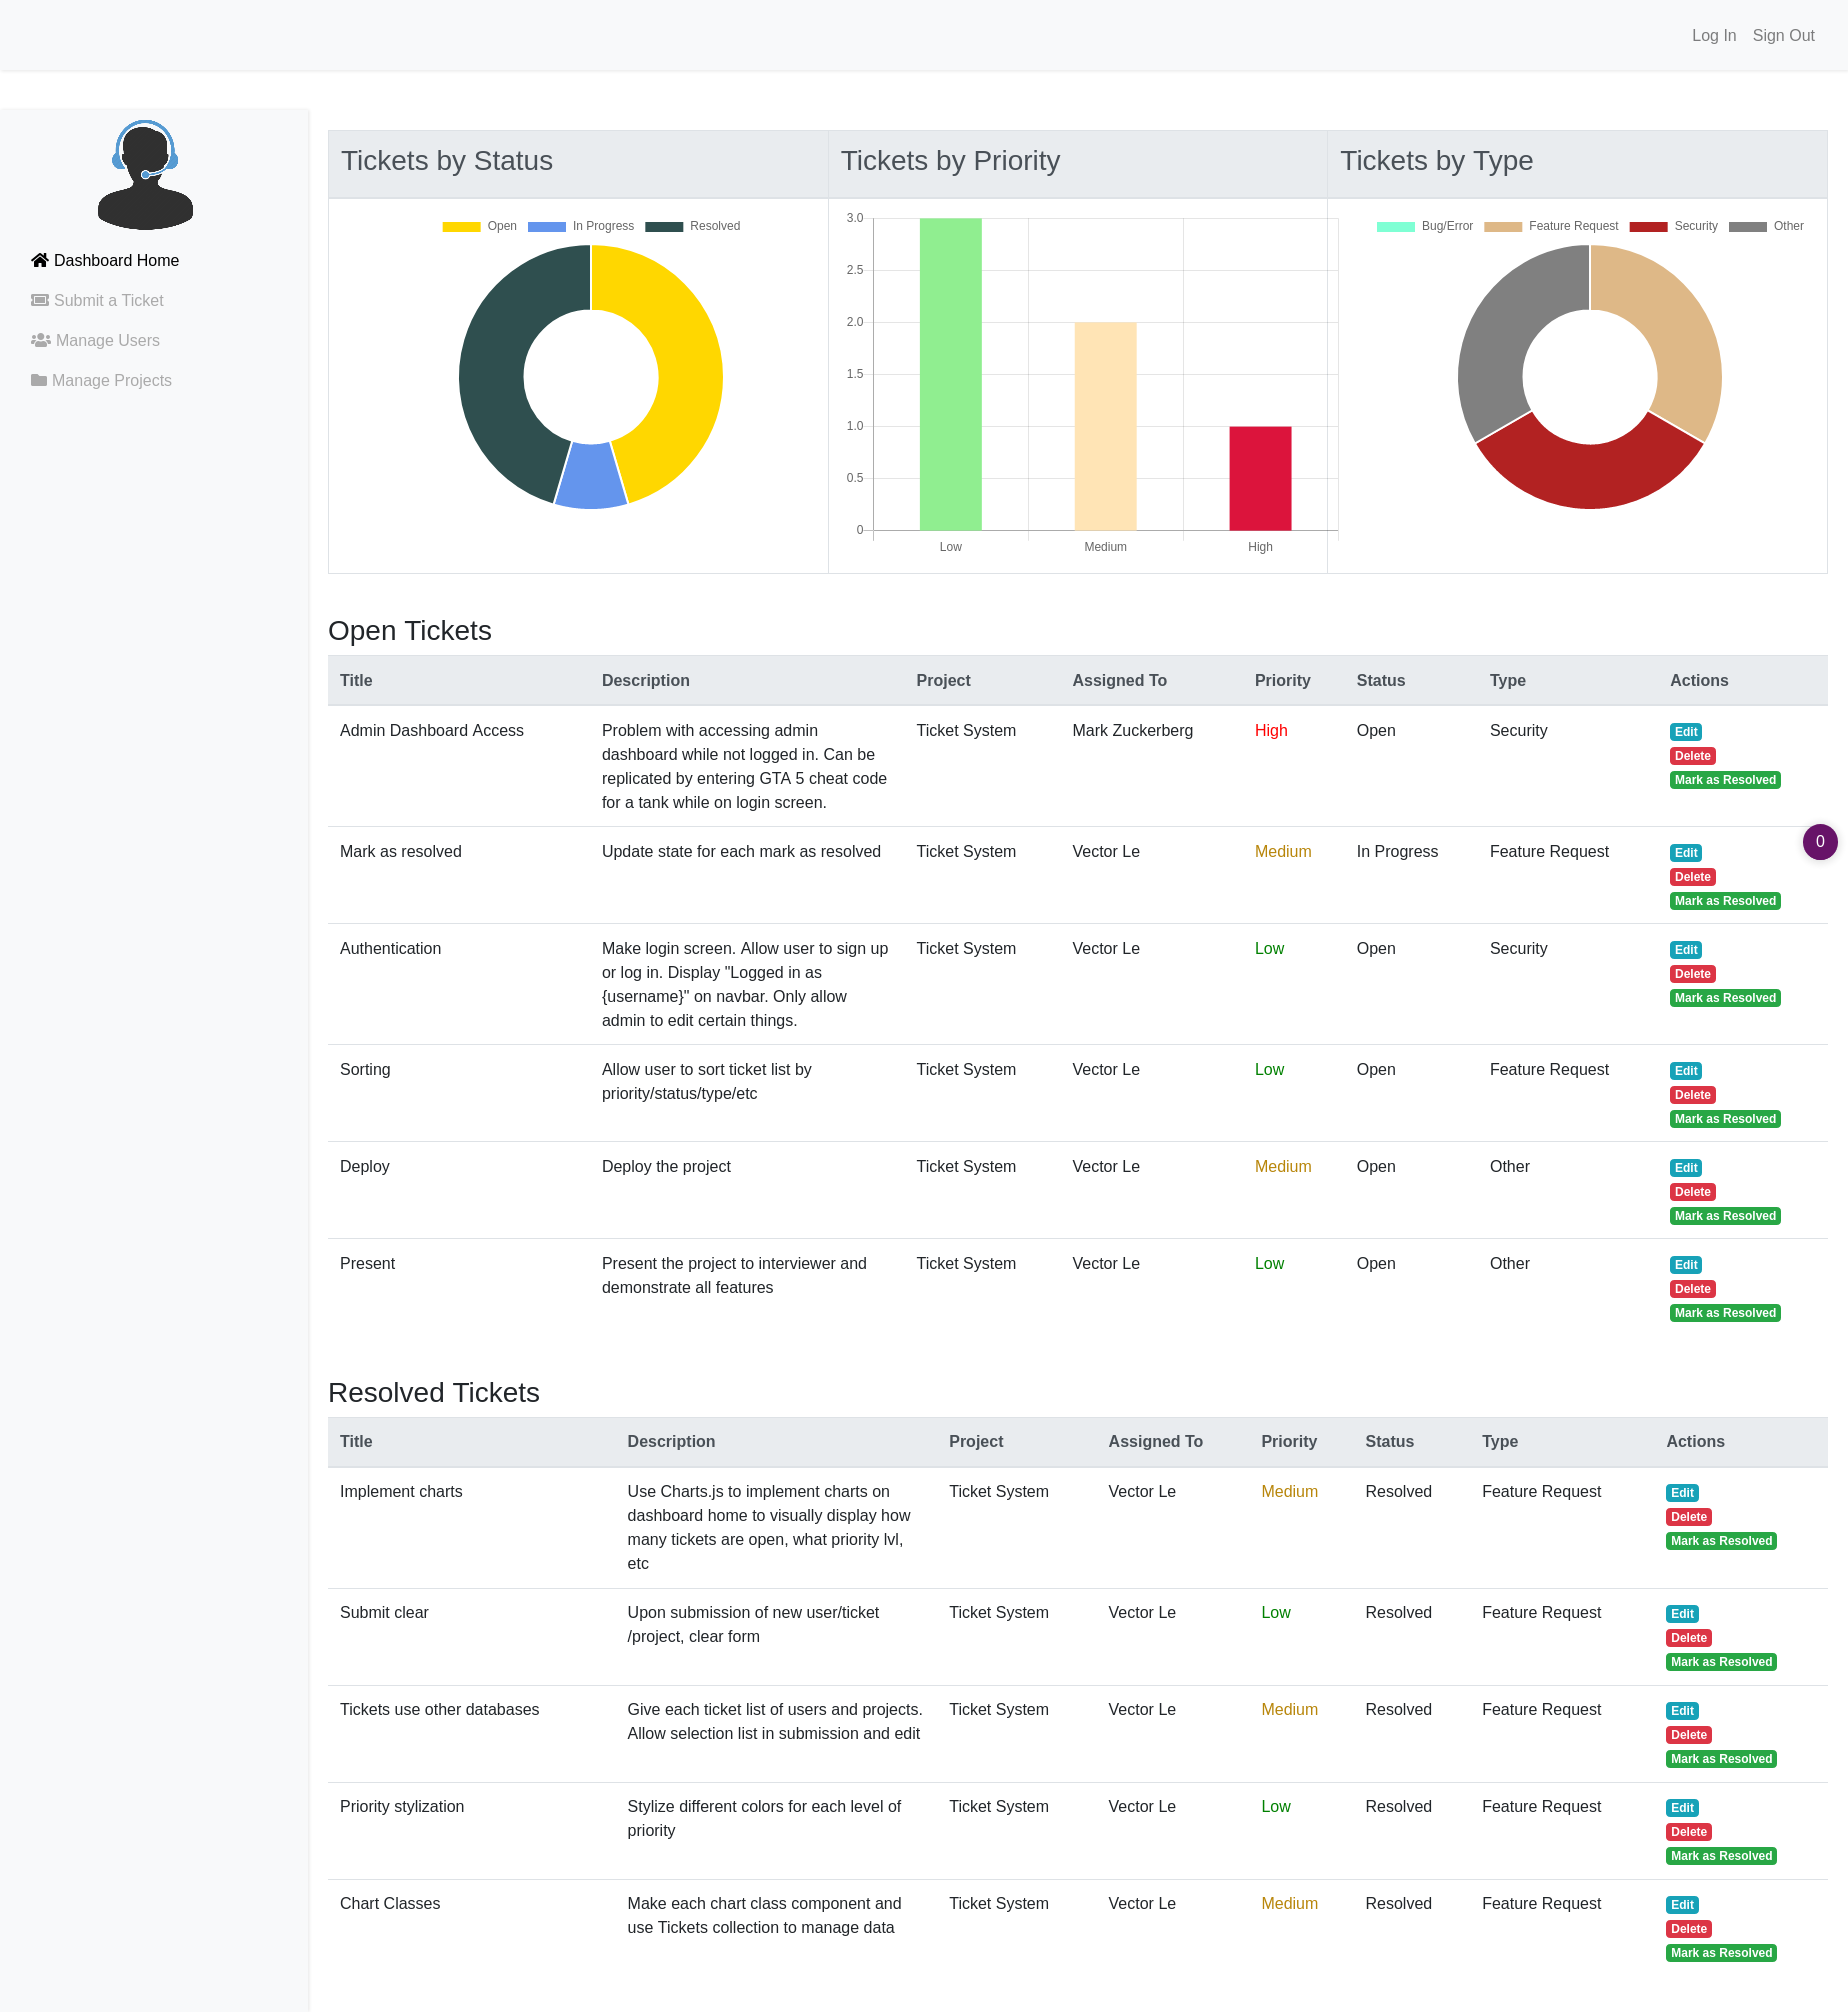 Log In Sign Out
Dashboard Home
Submit a Ticket
Manage Users
Manage Projects
Tickets by Status Tickets by Priority Tickets by Type
Open In Progress Resolved
3.0
2.5
2.0
1.5
1.0
0.5
0
Low Medium High
Bug/Error Feature Request Security Other
Open Tickets
Title Description Project Assigned To Priority Status Type Actions
Admin Dashboard Access Problem with accessing admin Ticket System Mark Zuckerberg High Open Security Edit
dashboard while not logged in. Can be Delete
replicated by entering GTA 5 cheat code Mark as Resolved
for a tank while on login screen.
0
Mark as resolved Update state for each mark as resolved Ticket System Vector Le Medium In Progress Feature Request Edit
Delete
Mark as Resolved
Authentication Make login screen. Allow user to sign up Ticket System Vector Le Low Open Security Edit
or log in. Display "Logged in as Delete
{username}" on navbar. Only allow Mark as Resolved
admin to edit certain things.
Sorting Allow user to sort ticket list by Ticket System Vector Le Low Open Feature Request Edit
priority/status/type/etc Delete
Mark as Resolved
Deploy Deploy the project Ticket System Vector Le Medium Open Other Edit
Delete
Mark as Resolved
Present Present the project to interviewer and Ticket System Vector Le Low Open Other Edit
demonstrate all features Delete
Mark as Resolved
Resolved Tickets
Title Description Project Assigned To Priority Status Type Actions
Implement charts Use Charts.js to implement charts on Ticket System Vector Le Medium Resolved Feature Request Edit
dashboard home to visually display how Delete
many tickets are open, what priority lvl, Mark as Resolved
etc
Submit clear Upon submission of new user/ticket Ticket System Vector Le Low Resolved Feature Request Edit
/project, clear form Delete
Mark as Resolved
Tickets use other databases Give each ticket list of users and projects. Ticket System Vector Le Medium Resolved Feature Request Edit
Allow selection list in submission and edit Delete
Mark as Resolved
Priority stylization Stylize different colors for each level of Ticket System Vector Le Low Resolved Feature Request Edit
priority Delete
Mark as Resolved
Chart Classes Make each chart class component and Ticket System Vector Le Medium Resolved Feature Request Edit
use Tickets collection to manage data Delete
Mark as Resolved